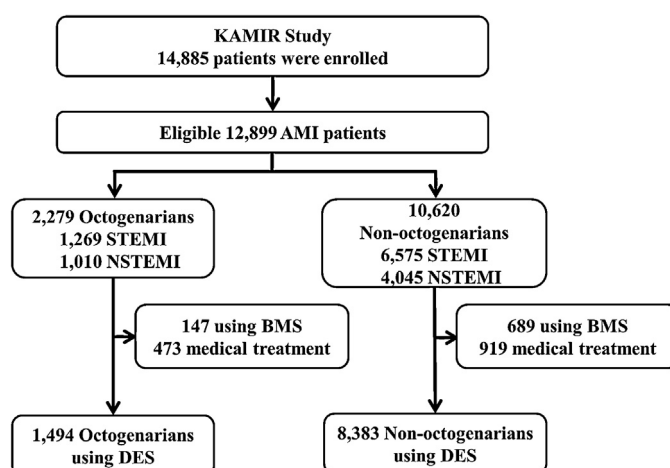 KAMIR Study
14,885 patients were enrolled
Eligible 12,899 AMI patients
2,279 Octogenarians
1,269 STEMI
1,010 NSTEMI
10,620
Non-octogenarians
6,575 STEMI
4,045 NSTEMI
147 using BMS
473 medical treatment
689 using BMS
919 medical treatment
1,494 Octogenarians
using DES
8,383 Non-octogenarians
using DES